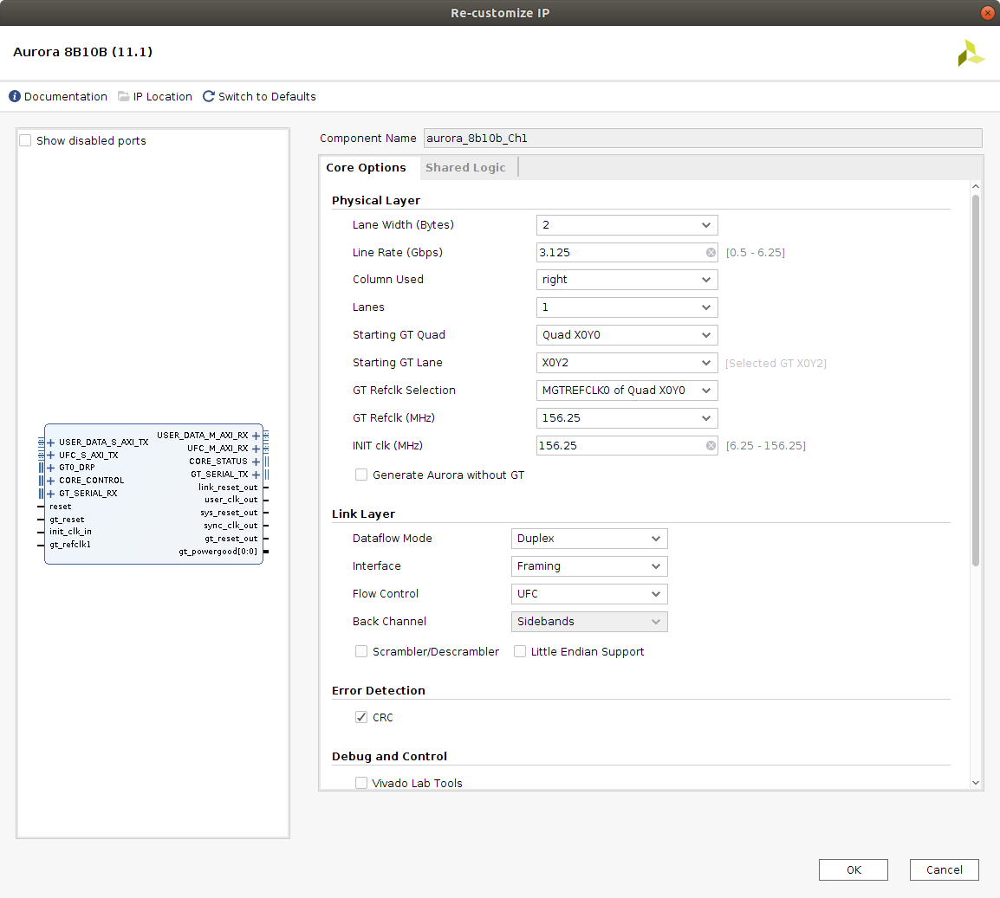 Re-customize IP
Aurora 8B10B (11.1)
Documentation IP Location Switch to Defaults
Show disabled ports
USER_DATA_S_AXI_TX
UFC_S_AXI_TX
GT0_DRP
CORE_CONTROL
GT_SERIAL_RX
reset
gt_reset
init_clk_in
gt_refclk1
USER_DATA_M_AXI_RX
UFC_M_AXI_RX
CORE_STATUS
GT_SERIAL_TX
link_reset_out
user_clk_out
sys_reset_out
sync_clk_out
gt_reset_out
gt_powergood[0:0]
Component Name aurora_8b10b_Ch1
Core Options Shared Logic
Physical Layer
Lane Width (Bytes) 2
Line Rate (Gbps) 3.125 [0.5 - 6.25]
Column Used right
Lanes 1
Starting GT Quad Quad X0Y0
Starting GT Lane X0Y2 [Selected GT X0Y2]
GT Refclk Selection MGTREFCLK0 of Quad X0Y0
GT Refclk (MHz) 156.25
INIT clk (MHz) 156.25 [6.25 - 156.25]
Generate Aurora without GT
Link Layer
Dataflow Mode Duplex
Interface Framing
Flow Control UFC
Back Channel Sidebands
Scrambler/Descrambler Little Endian Support
Error Detection
CRC
Debug and Control
Vivado Lab Tools
OK Cancel